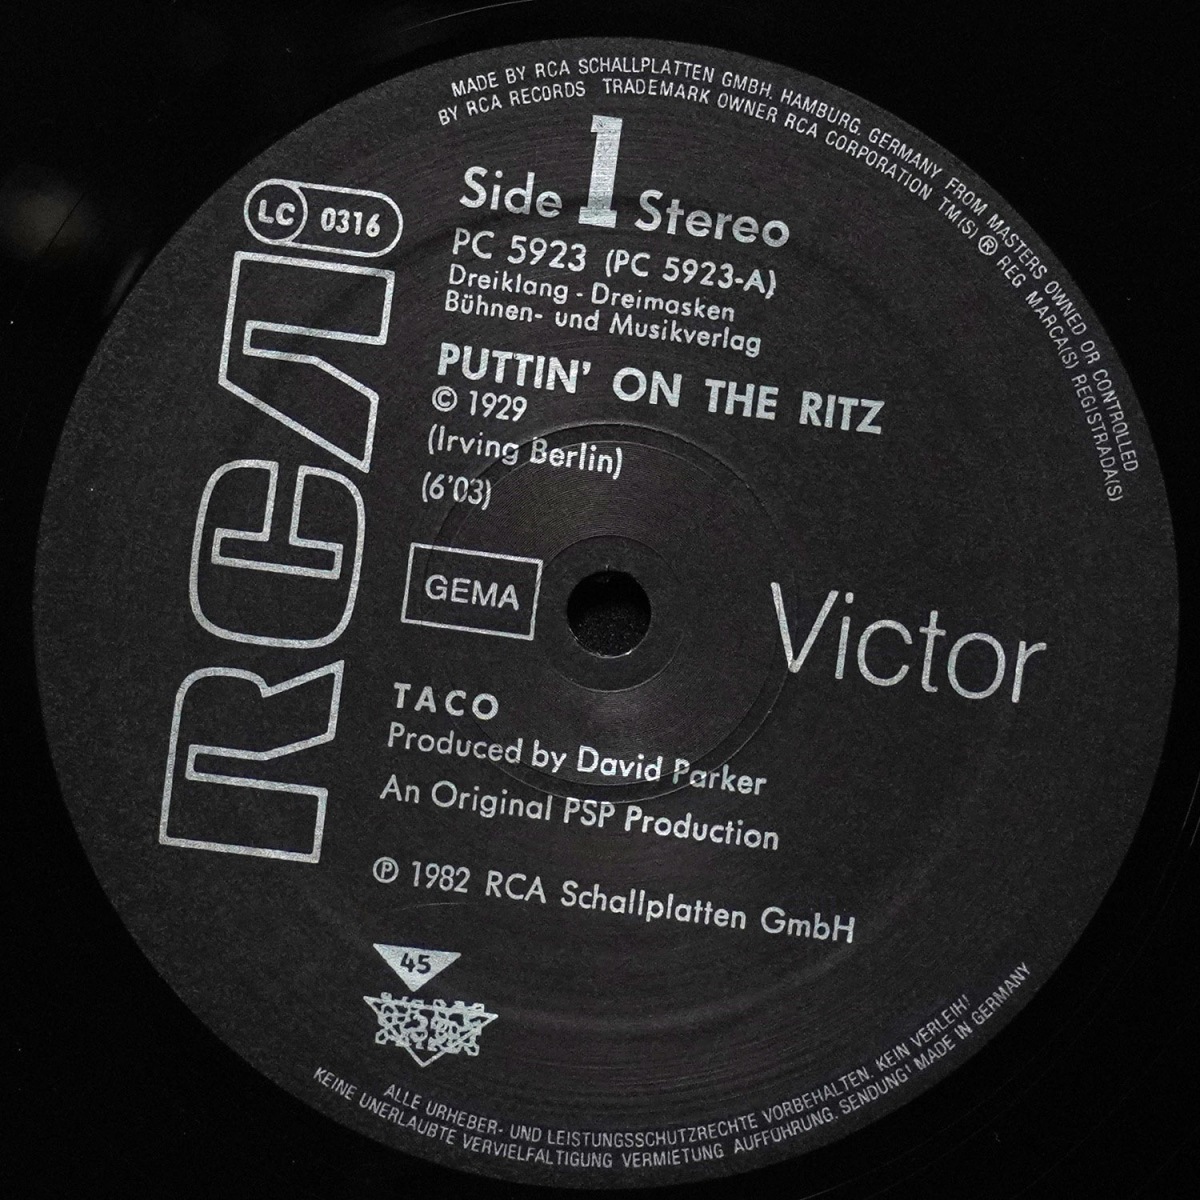 MADE BY RCA SCHALLPLATTEN GMBH, HAMBURG, GERMANY FROM MASTERS OWNED OR CONTROLLED
BY RCA RECORDS TRADEMARK OWNER RCA CORPORATION TM(S) ® REG MARCA(S) REGISTRADA(S)
LC 0316
RCA
Side 1 Stereo
PC 5923 (PC 5923-A)
Dreiklang - Dreimasken
Bühnen- und Musikverlag
PUTTIN' ON THE RITZ
© 1929
(Irving Berlin)
(6'03)
GEMA
Victor
TACO
Produced by David Parker
An Original PSP Production
℗ 1982 RCA Schallplatten GmbH
45
ALLE URHEBER- UND LEISTUNGSSCHUTZRECHTE VORBEHALTEN. KEIN VERLEIH!
KEINE UNERLAUBTE VERVIELFÄLTIGUNG VERMIETUNG AUFFÜHRUNG, SENDUNG! MADE IN GERMANY